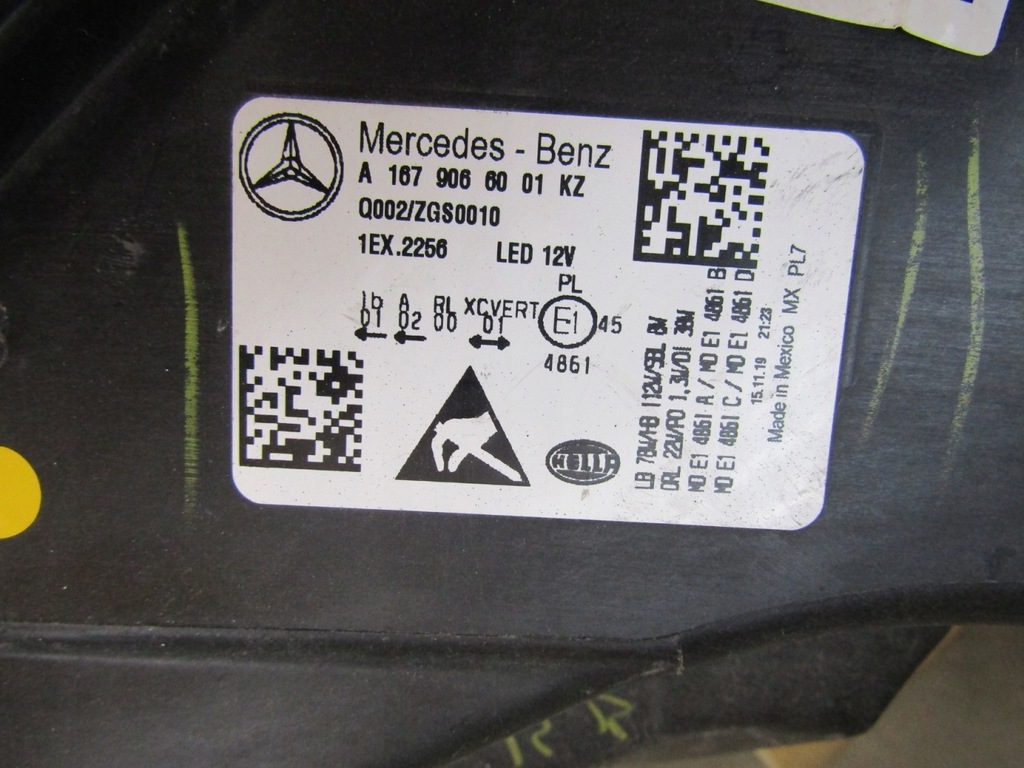 Mercedes - Benz
A 167 906 60 01 KZ
Q002/ZGS0010
1EX.2256 LED 12V
PL
1b A RL XCVERT
01 02 00 01
E1 45
4861
HELLA
LB 78W/HB 112W/SBL 8W
DRL 22W/PO 1,3W/DI 39W
MD E1 4861 A / MD E1 4861 B
MD E1 4861 C / MD E1 4861 D
15.11.19 21:23
Made in Mexico MX PL7